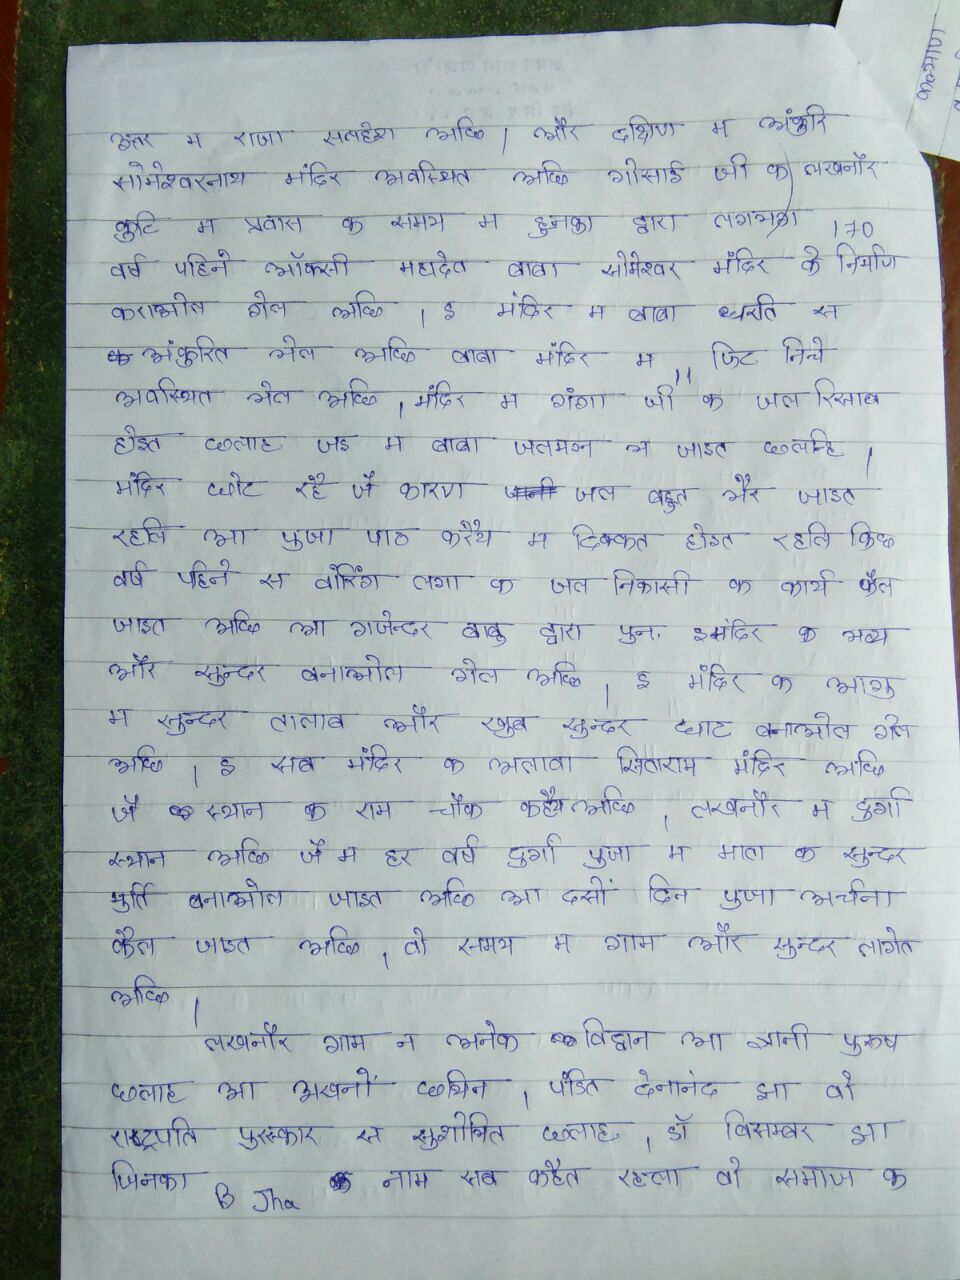 उत्तर म राजा सलहेश अछि, और दक्षिण म अंकुरि
सोमेश्वरनाथ मंदिर अवस्थित अछि गोसाई जी क लखनौर
कुटि म प्रवास क समय म हुनका द्वारा लगभग 170
वर्ष पहिने ऑकसी महादेव बाबा सोमेश्वर मंदिर के निर्माण
कराओल गेल अछि, इ मंदिर म बाबा धरति स
अंकुरित भेल अछि बाबा मंदिर म 11 फिट निचे
अवस्थित भेल अछि, मंदिर म गंगा जी क जल रिसाब
होइत छलाह जइ म बाबा जलमग्न भ जाइत छलन्हि,
मंदिर छोट रहै जै कारण जल बहुत भैर जाइत
रहलि आ पुजा पाठ करैय म दिक्कत होइत रहलि किछ
वर्ष पहिने स बोरिंग लगा क जल निकासी क कार्य कैल
जाइत अछि आ गजेन्दर बाबु द्वारा पुनः इमंदिर क भव्य
और सुन्दर बनाओल गेल अछि, इ मंदिर क आगु
म सुन्दर तालाब और खुब सुन्दर घाट बनाओल गेल
अछि, इ सब मंदिर क अलावा सिताराम मंदिर अछि
जै स्थान क राम चौक कहैय अछि, लखनौर म दुर्गा
स्थान अछि जै म हर वर्ष दुर्गा पुजा म माता क सुन्दर
मुर्ति बनाओल जाइत अछि आ दसों दिन पुजा अर्चना
कैल जाइत अछि, वो समय म गाम और सुन्दर लागैत
अछि,
लखनौर गाम न अनेक विद्वान आ ज्ञानी पुरुष
छलाह आ अखनों छथिन, पंडित देनानंद झा वो
राष्ट्रपति पुरस्कार स सुशोभित छलाह, डॉ बिसम्बर झा
जिनका B Jha क नाम सब कहैत रहला वो समाज क